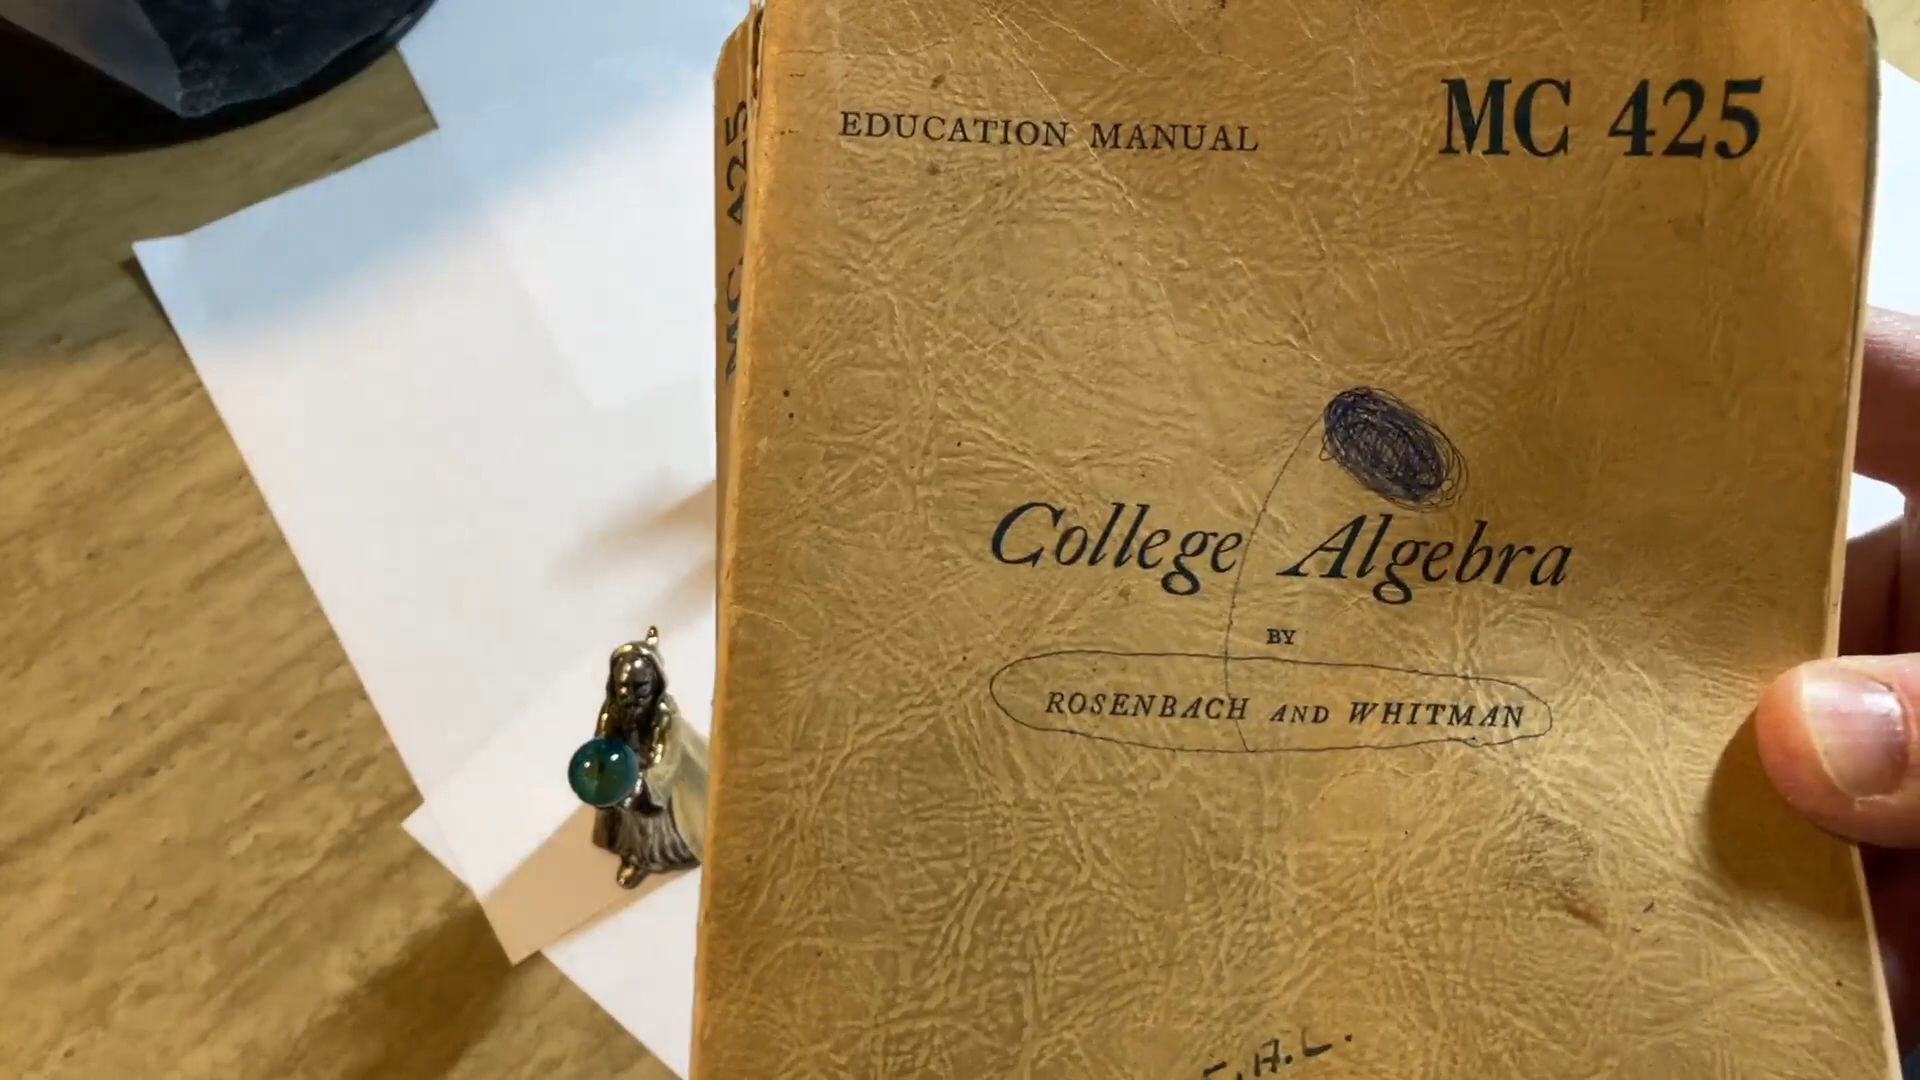 EDUCATION MANUAL
MC 425
MC 425
College Algebra
BY
ROSENBACH AND WHITMAN
A.L.